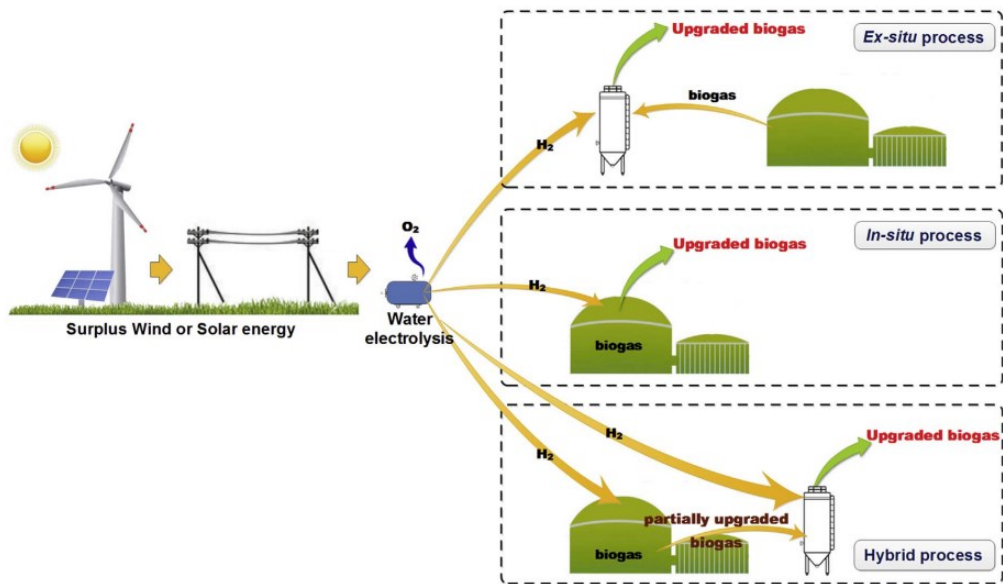 Upgraded biogas
Ex-situ process
biogas
H₂
O₂
Surplus Wind or Solar energy
Water
electrolysis
Upgraded biogas
In-situ process
H₂
biogas
H₂
H₂
Upgraded biogas
partially upgraded
biogas
biogas
Hybrid process